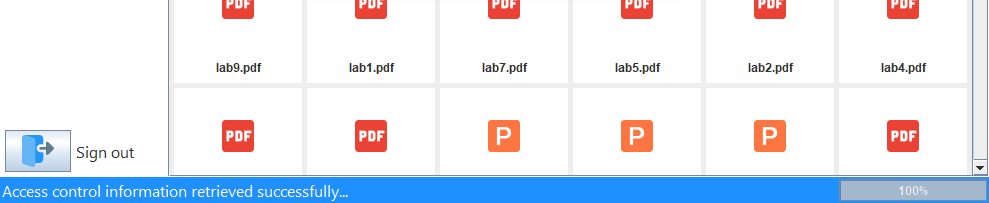 PDF PDF PDF PDF PDF PDF
lab9.pdf lab1.pdf lab7.pdf lab5.pdf lab2.pdf lab4.pdf
PDF PDF P P P PDF
Sign out
Access control information retrieved successfully... 100%